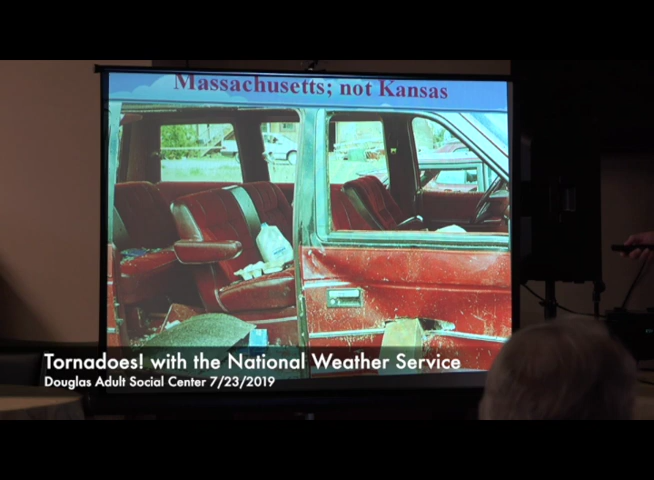 Massachusetts; not Kansas
Tornadoes! with the National Weather Service
Douglas Adult Social Center 7/23/2019